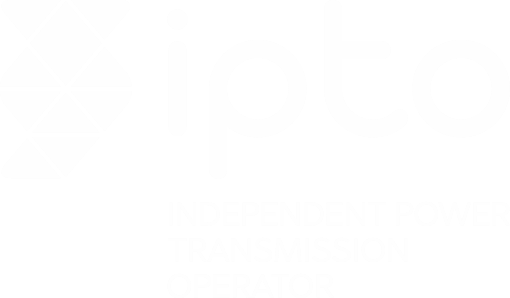 ipto
INDEPENDENT POWER
TRANSMISSION
OPERATOR